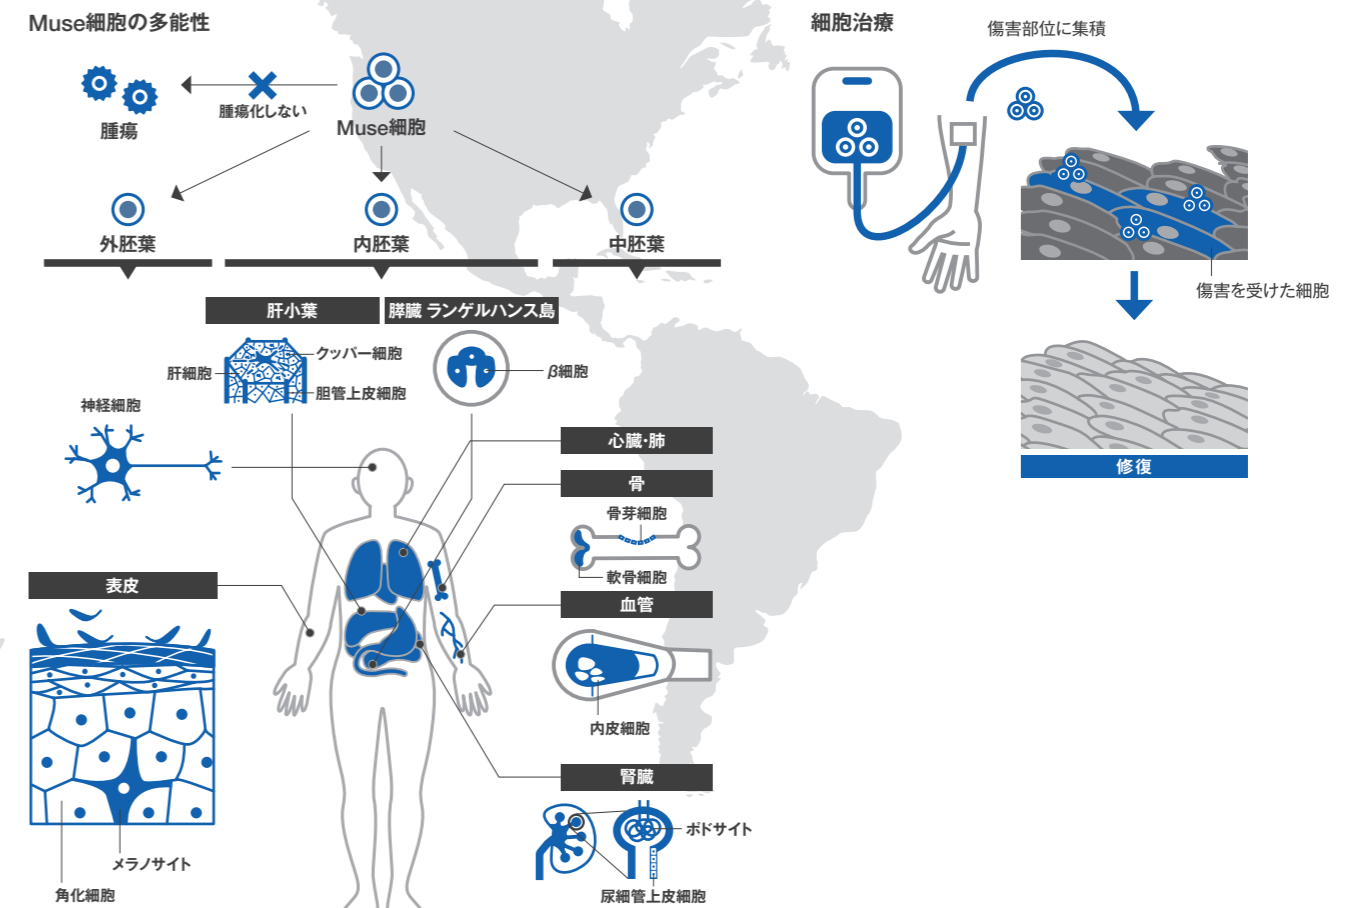 Muse細胞の多能性
腫瘍
腫瘍化しない
Muse細胞
外胚葉
内胚葉
中胚葉
肝小葉
膵臓 ランゲルハンス島
クッパー細胞
肝細胞
胆管上皮細胞
β細胞
神経細胞
心臓・肺
骨
骨芽細胞
軟骨細胞
表皮
血管
内皮細胞
腎臓
ポドサイト
尿細管上皮細胞
メラノサイト
角化細胞
細胞治療
傷害部位に集積
傷害を受けた細胞
修復